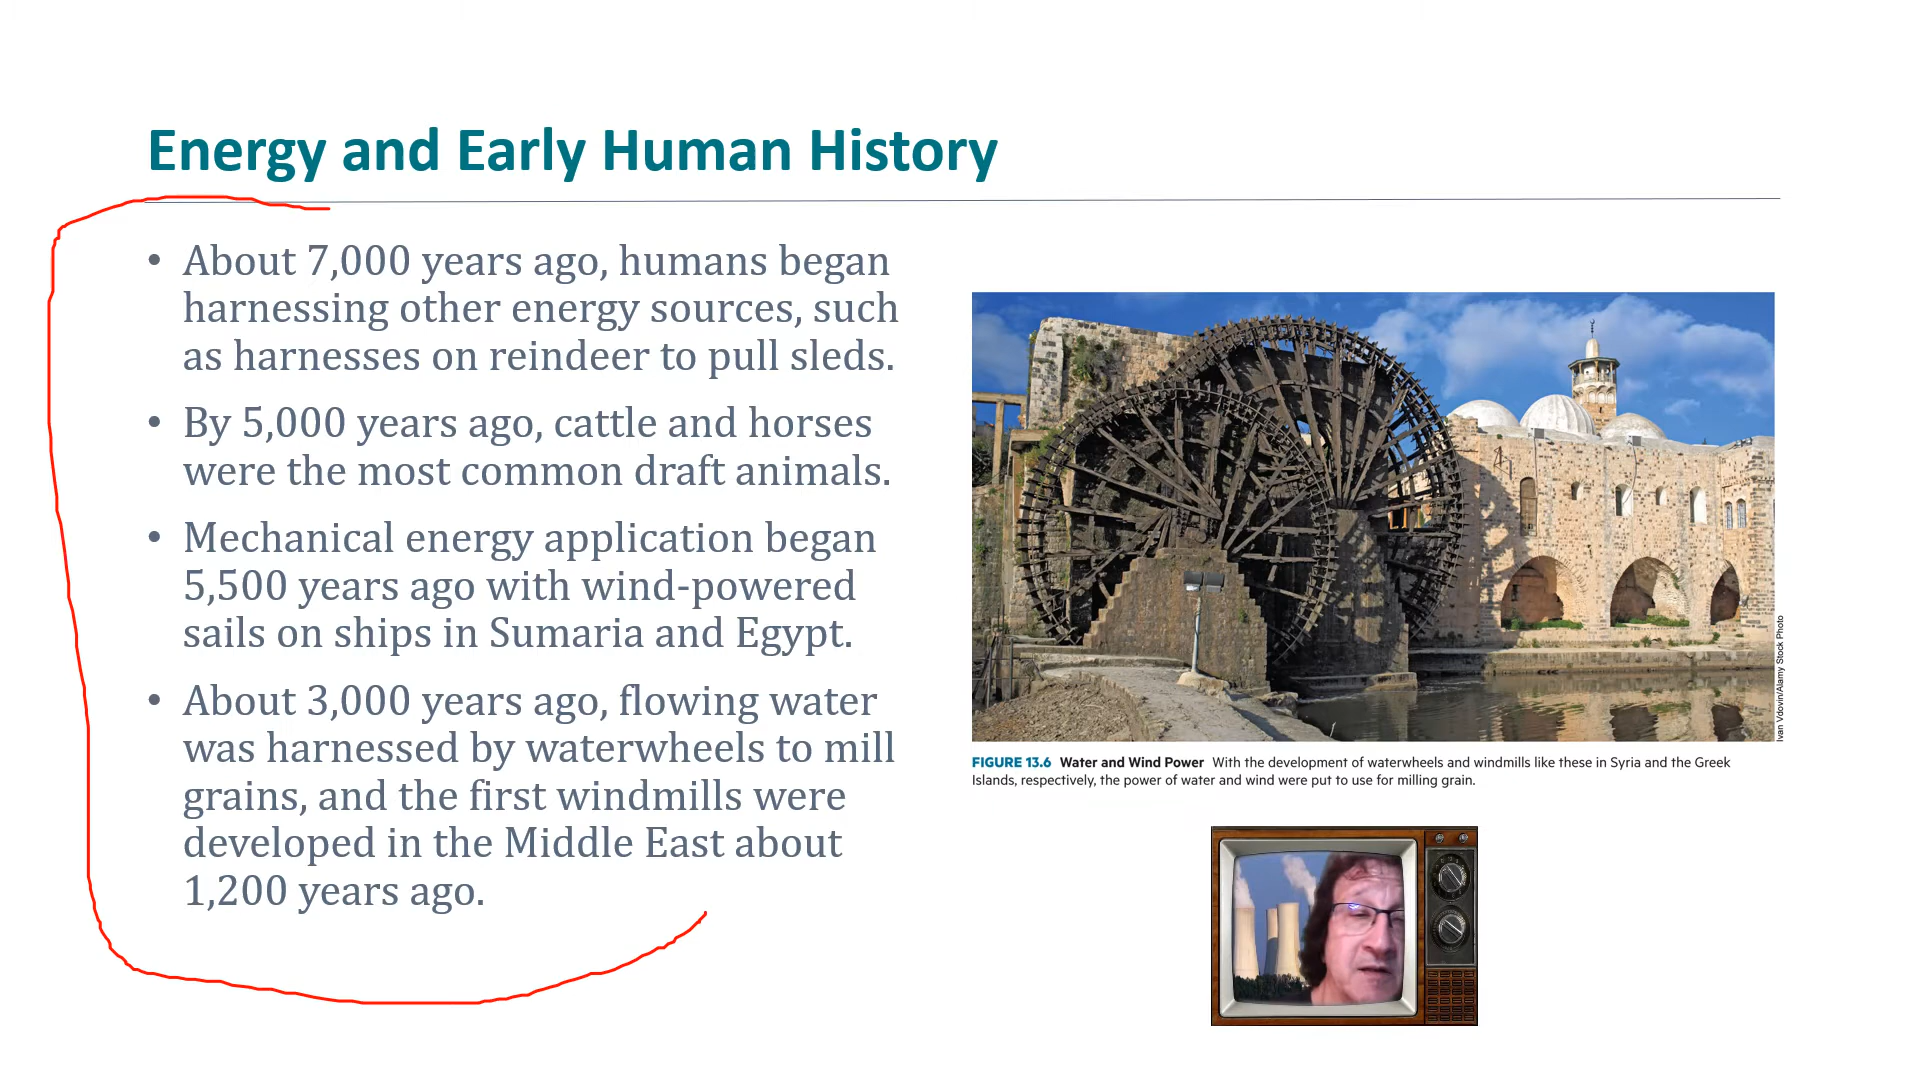 Energy and Early Human History
• About 7,000 years ago, humans began
harnessing other energy sources, such
as harnesses on reindeer to pull sleds.
• By 5,000 years ago, cattle and horses
were the most common draft animals.
• Mechanical energy application began
5,500 years ago with wind-powered
sails on ships in Sumaria and Egypt.
• About 3,000 years ago, flowing water
was harnessed by waterwheels to mill
grains, and the first windmills were
developed in the Middle East about
1,200 years ago.
Ivan Vdovin/Alamy Stock Photo
FIGURE 13.6 Water and Wind Power With the development of waterwheels and windmills like these in Syria and the Greek
Islands, respectively, the power of water and wind were put to use for milling grain.